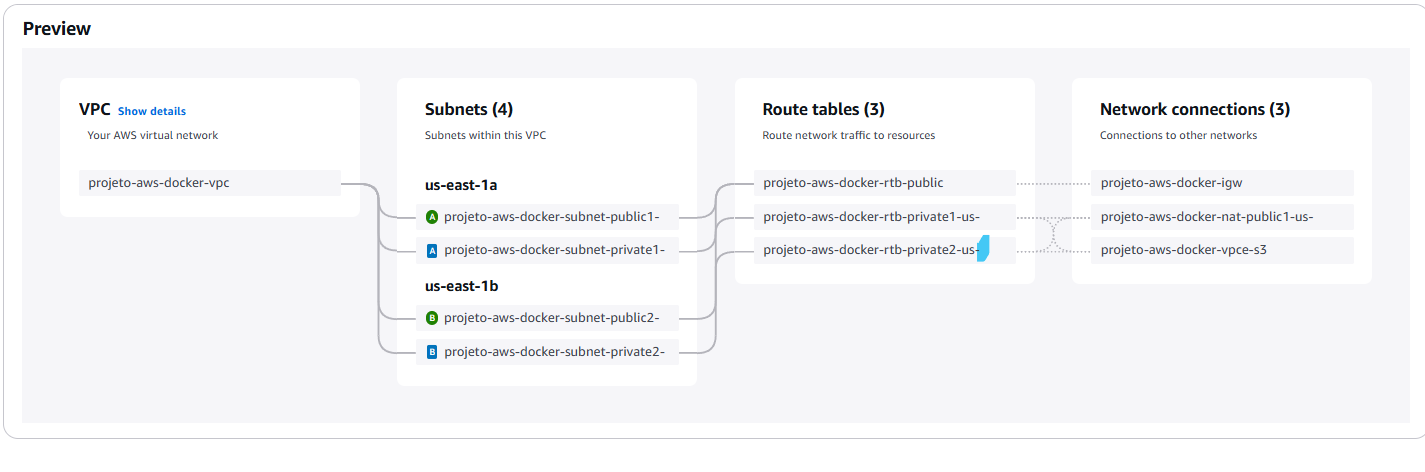 Preview
VPC Show details
Your AWS virtual network
projeto-aws-docker-vpc
Subnets (4)
Subnets within this VPC
us-east-1a
A projeto-aws-docker-subnet-public1-
A projeto-aws-docker-subnet-private1-
us-east-1b
B projeto-aws-docker-subnet-public2-
B projeto-aws-docker-subnet-private2-
Route tables (3)
Route network traffic to resources
projeto-aws-docker-rtb-public
projeto-aws-docker-rtb-private1-us-
projeto-aws-docker-rtb-private2-us-
Network connections (3)
Connections to other networks
projeto-aws-docker-igw
projeto-aws-docker-nat-public1-us-
projeto-aws-docker-vpce-s3